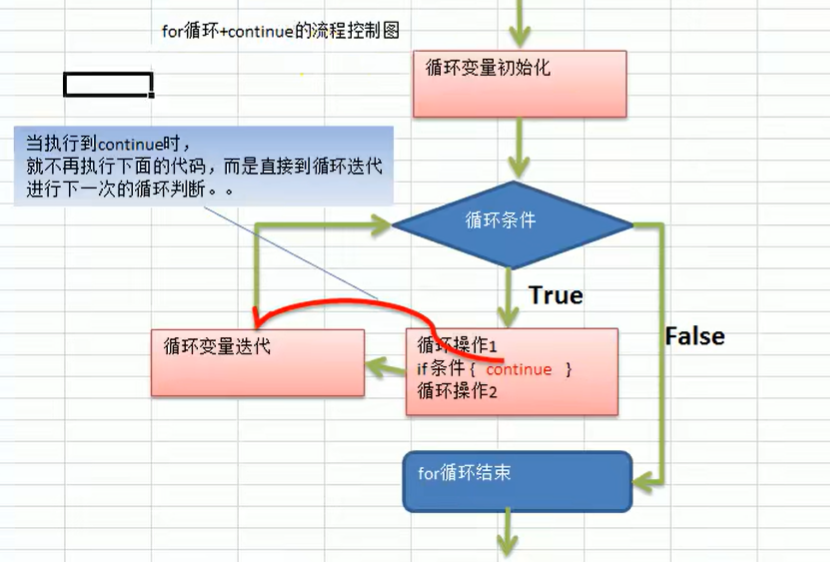 for循环+continue的流程控制图
循环变量初始化
当执行到continue时，
就不再执行下面的代码，而是直接到循环迭代
进行下一次的循环判断。。
循环条件
True
False
循环变量迭代
循环操作1
if条件{ continue }
循环操作2
for循环结束